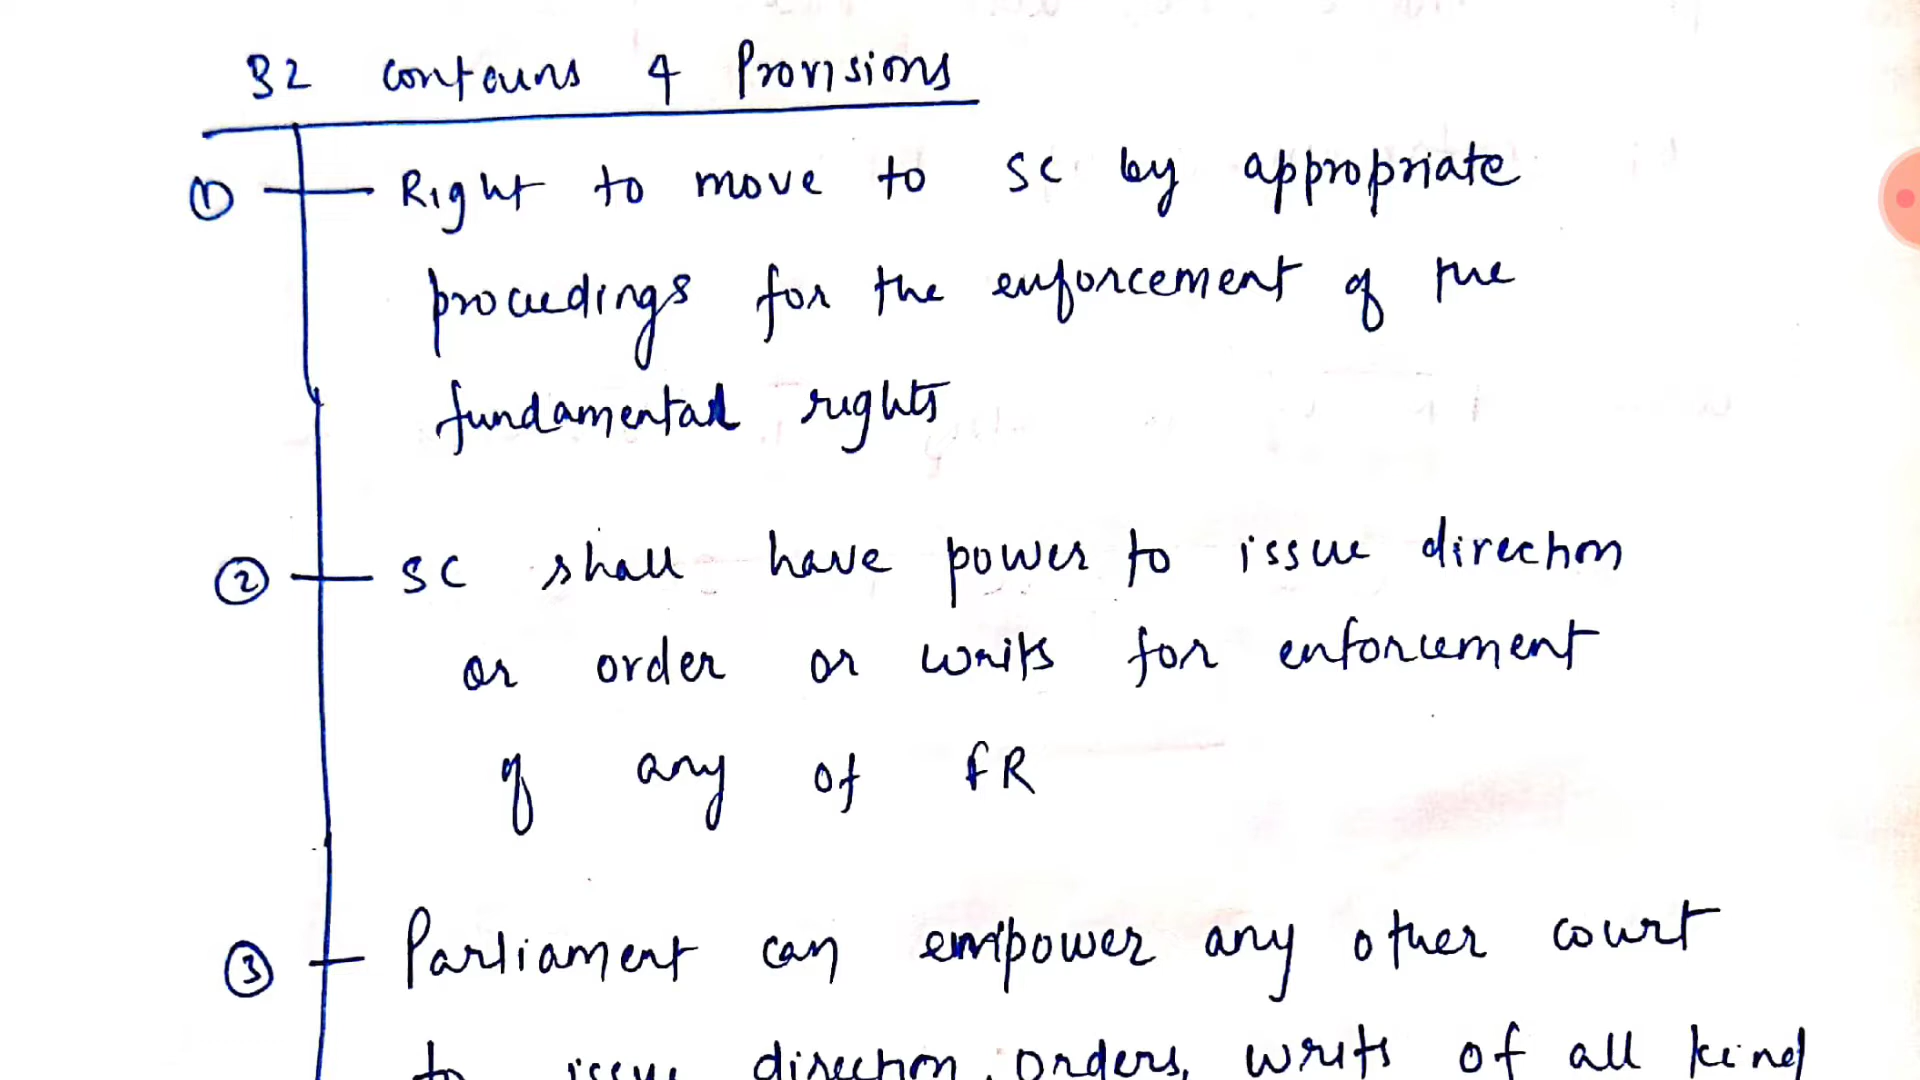 32 contains 4 Provisions
① Right to move to SC by appropriate
proceedings for the enforcement of the
fundamental rights
② SC shall have power to issue direction
or order or writs for enforcement
of any of FR
③ Parliament can empower any other court
to issue direction, orders, writs of all kind